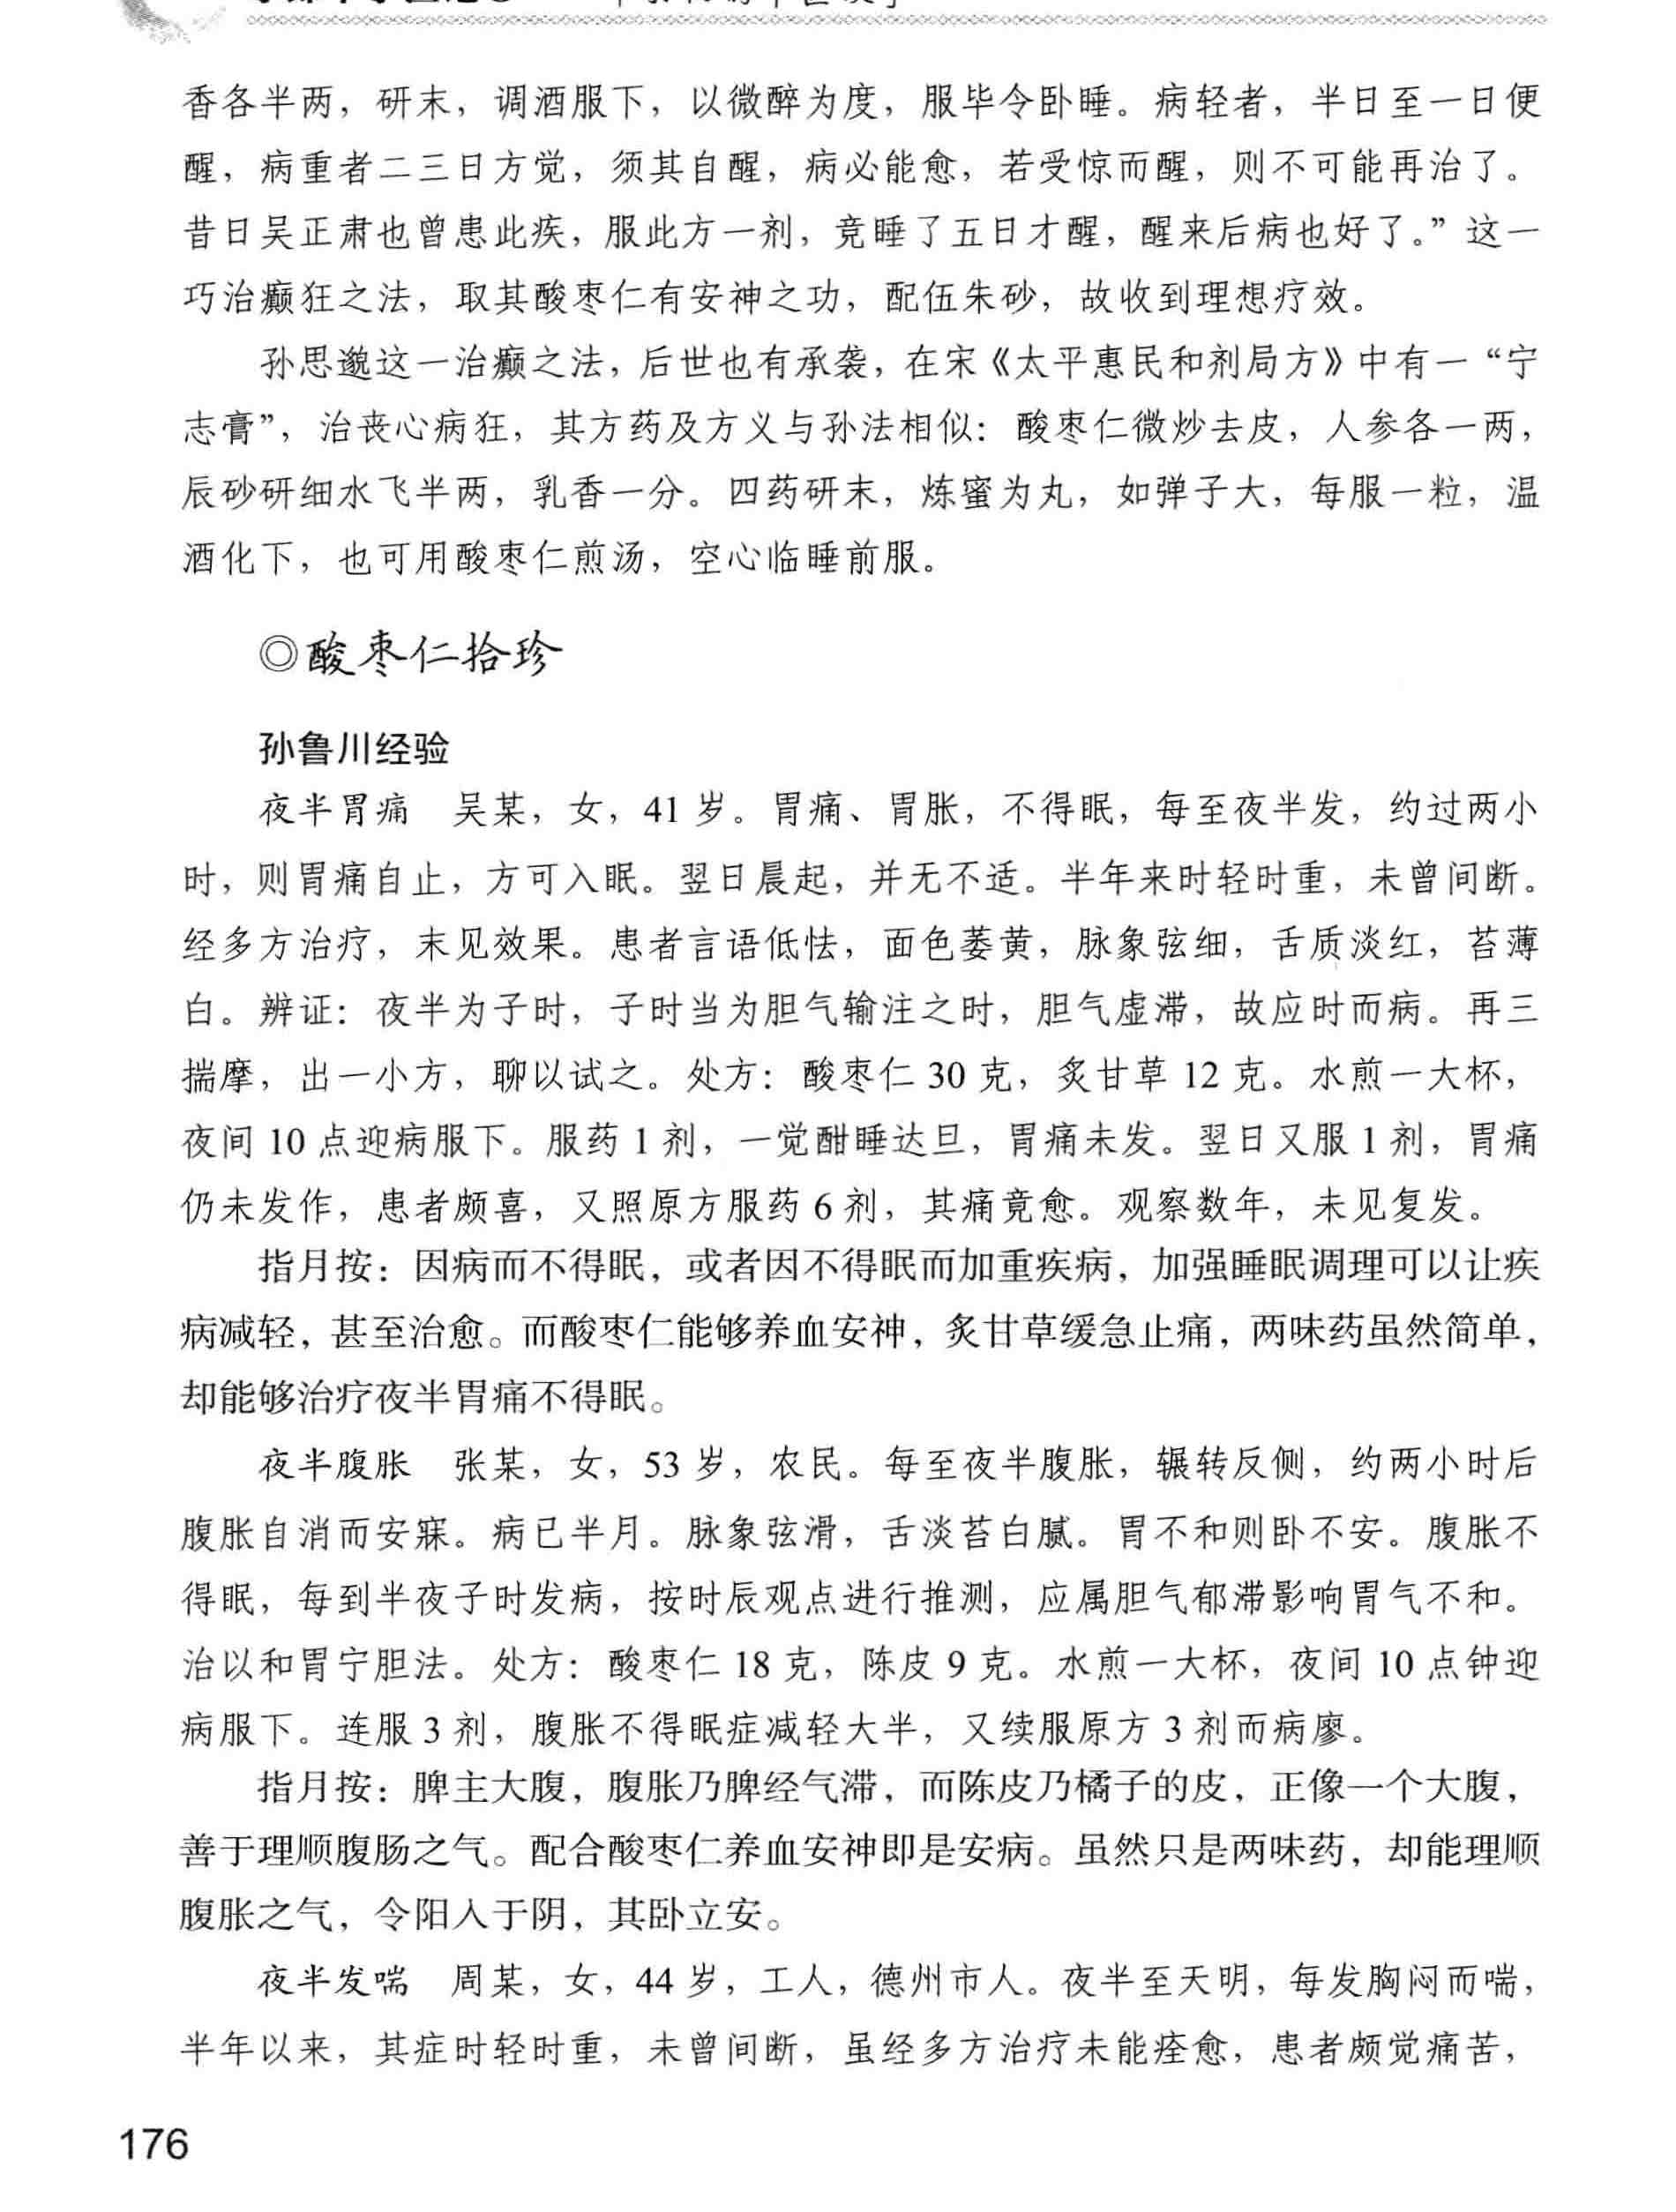 香各半两，研末，调酒服下，以微醉为度，服毕令卧睡。病轻者，半日至一日便
醒，病重者二三日方觉，须其自醒，病必能愈，若受惊而醒，则不可能再治了。
昔日吴正肃也曾患此疾，服此方一剂，竞睡了五日才醒，醒来后病也好了。”这一
巧治癫狂之法，取其酸枣仁有安神之功，配伍朱砂，故收到理想疗效。
孙思邈这一治癫之法，后世也有承袭，在宋《太平惠民和剂局方》中有一“宁
志膏”，治丧心病狂，其方药及方义与孙法相似：酸枣仁微炒去皮，人参各一两，
辰砂研细水飞半两，乳香一分。四药研末，炼蜜为丸，如弹子大，每服一粒，温
酒化下，也可用酸枣仁煎汤，空心临睡前服。
◎酸枣仁拾珍
孙鲁川经验
夜半胃痛　吴某，女，41 岁。胃痛、胃胀，不得眠，每至夜半发，约过两小
时，则胃痛自止，方可入眠。翌日晨起，并无不适。半年来时轻时重，未曾间断。
经多方治疗，末见效果。患者言语低怯，面色萎黄，脉象弦细，舌质淡红，苔薄
白。辨证：夜半为子时，子时当为胆气输注之时，胆气虚滞，故应时而病。再三
揣摩，出一小方，聊以试之。处方：酸枣仁 30 克，炙甘草 12 克。水煎一大杯，
夜间 10 点迎病服下。服药 1 剂，一觉酣睡达旦，胃痛未发。翌日又服 1 剂，胃痛
仍未发作，患者颇喜，又照原方服药 6 剂，其痛竟愈。观察数年，未见复发。
指月按：因病而不得眠，或者因不得眠而加重疾病，加强睡眠调理可以让疾
病减轻，甚至治愈。而酸枣仁能够养血安神，炙甘草缓急止痛，两味药虽然简单，
却能够治疗夜半胃痛不得眠。
夜半腹胀　张某，女，53 岁，农民。每至夜半腹胀，辗转反侧，约两小时后
腹胀自消而安寐。病已半月。脉象弦滑，舌淡苔白腻。胃不和则卧不安。腹胀不
得眠，每到半夜子时发病，按时辰观点进行推测，应属胆气郁滞影响胃气不和。
治以和胃宁胆法。处方：酸枣仁 18 克，陈皮 9 克。水煎一大杯，夜间 10 点钟迎
病服下。连服 3 剂，腹胀不得眠症减轻大半，又续服原方 3 剂而病廖。
指月按：脾主大腹，腹胀乃脾经气滞，而陈皮乃橘子的皮，正像一个大腹，
善于理顺腹肠之气。配合酸枣仁养血安神即是安病。虽然只是两味药，却能理顺
腹胀之气，令阳入于阴，其卧立安。
夜半发喘　周某，女，44 岁，工人，德州市人。夜半至天明，每发胸闷而喘，
半年以来，其症时轻时重，未曾间断，虽经多方治疗未能痊愈，患者颇觉痛苦，
176